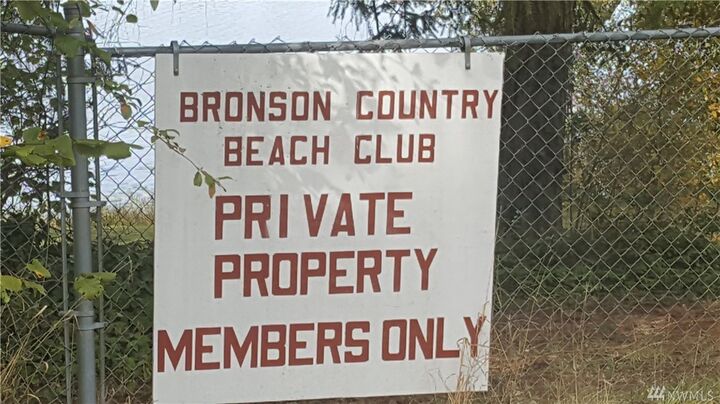 BRONSON COUNTRY
BEACH CLUB
PRIVATE
PROPERTY
MEMBERS ONLY
NWMLS